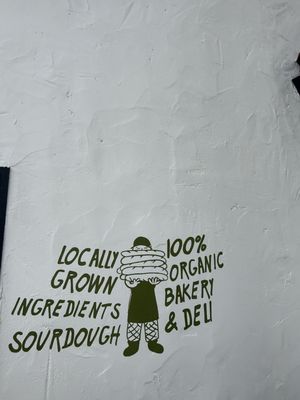 LOCALLY
GROWN
INGREDIENTS
SOURDOUGH
100%
ORGANIC
BAKERY
& DELI